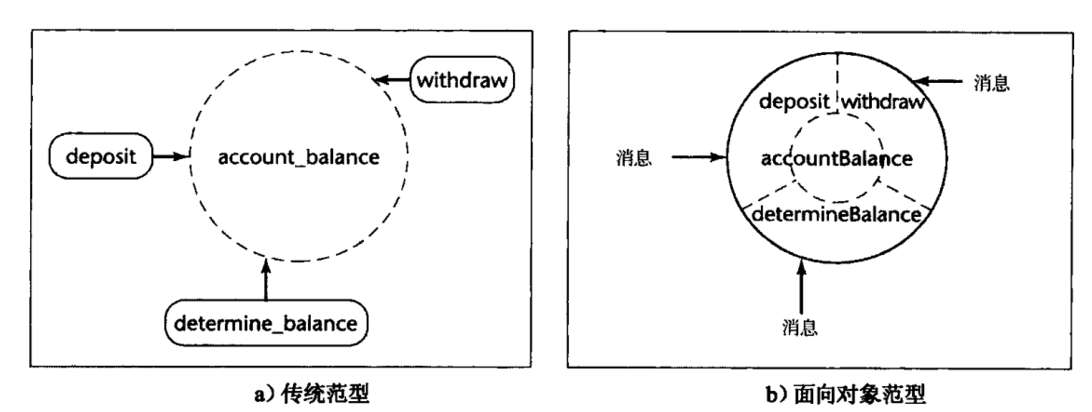 withdraw
deposit
account_balance
determine_balance
a）传统范型
消息
deposit
withdraw
消息
accountBalance
determineBalance
消息
b）面向对象范型